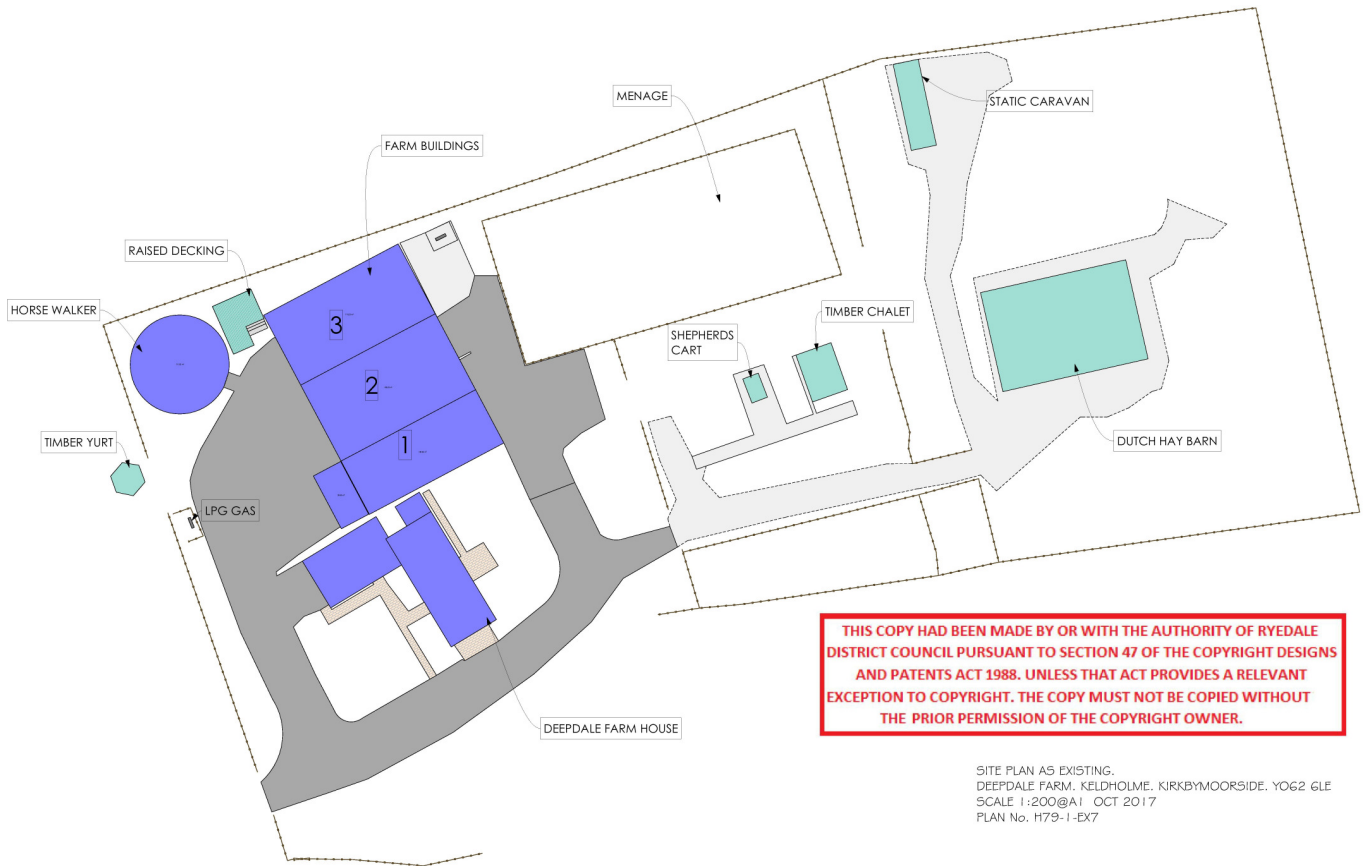 MENAGE
STATIC CARAVAN
FARM BUILDINGS
RAISED DECKING
HORSE WALKER
3
SHEPHERDS
CART
TIMBER CHALET
2
TIMBER YURT
1
DUTCH HAY BARN
LPG GAS
DEEPDALE FARM HOUSE
THIS COPY HAD BEEN MADE BY OR WITH THE AUTHORITY OF RYEDALE
DISTRICT COUNCIL PURSUANT TO SECTION 47 OF THE COPYRIGHT DESIGNS
AND PATENTS ACT 1988. UNLESS THAT ACT PROVIDES A RELEVANT
EXCEPTION TO COPYRIGHT. THE COPY MUST NOT BE COPIED WITHOUT
THE PRIOR PERMISSION OF THE COPYRIGHT OWNER.
SITE PLAN AS EXISTING.
DEEPDALE FARM. KELDHOLME. KIRKBYMOORSIDE. YO62 6LE
SCALE 1:200@A1 OCT 2017
PLAN No. H79-1-EX7